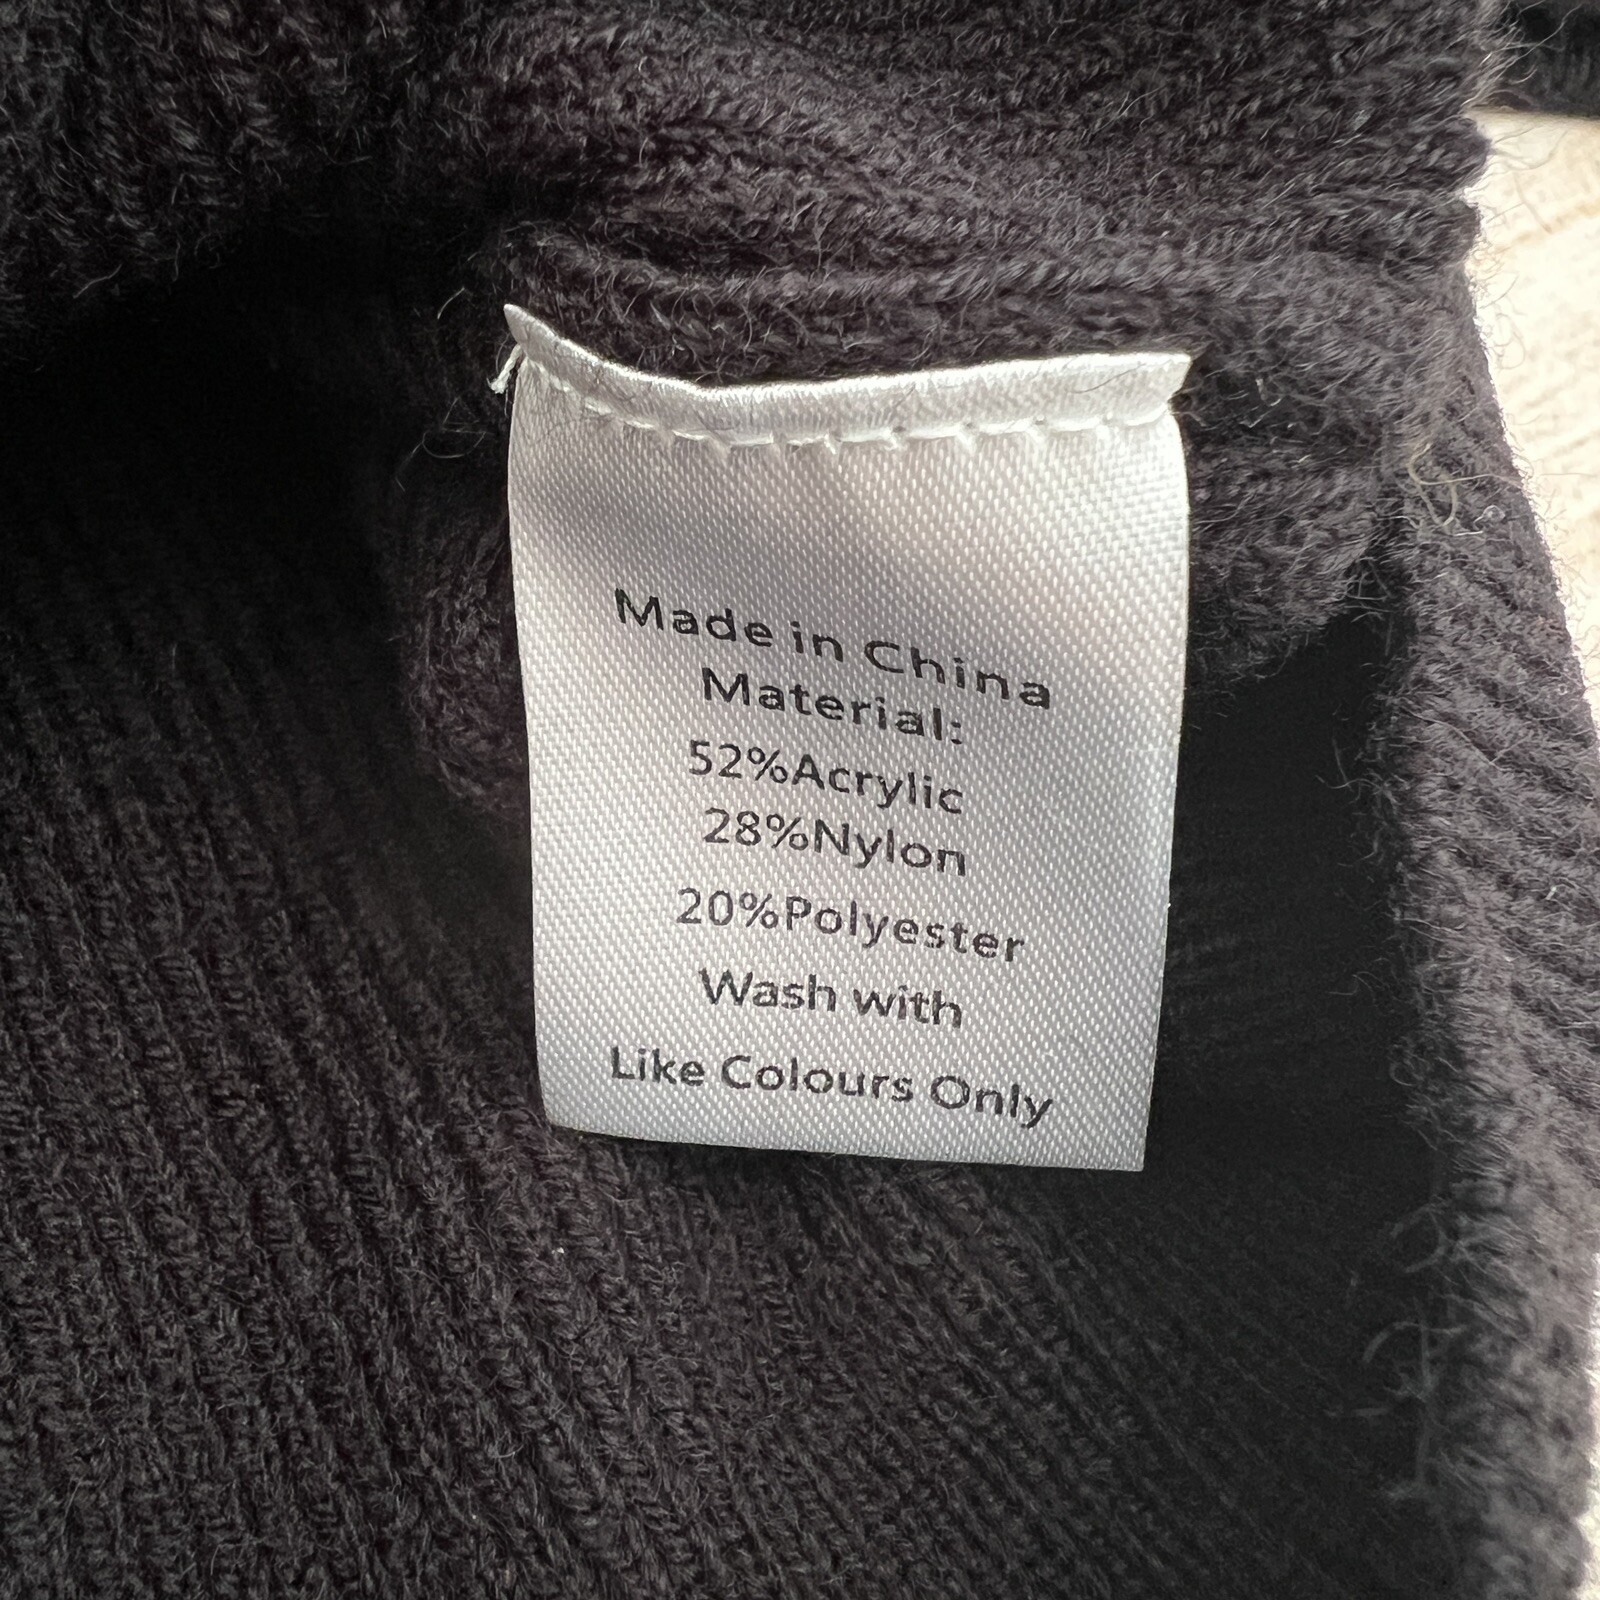 Made in China
Material:
52%Acrylic
28%Nylon
20%Polyester
Wash with
Like Colours Only